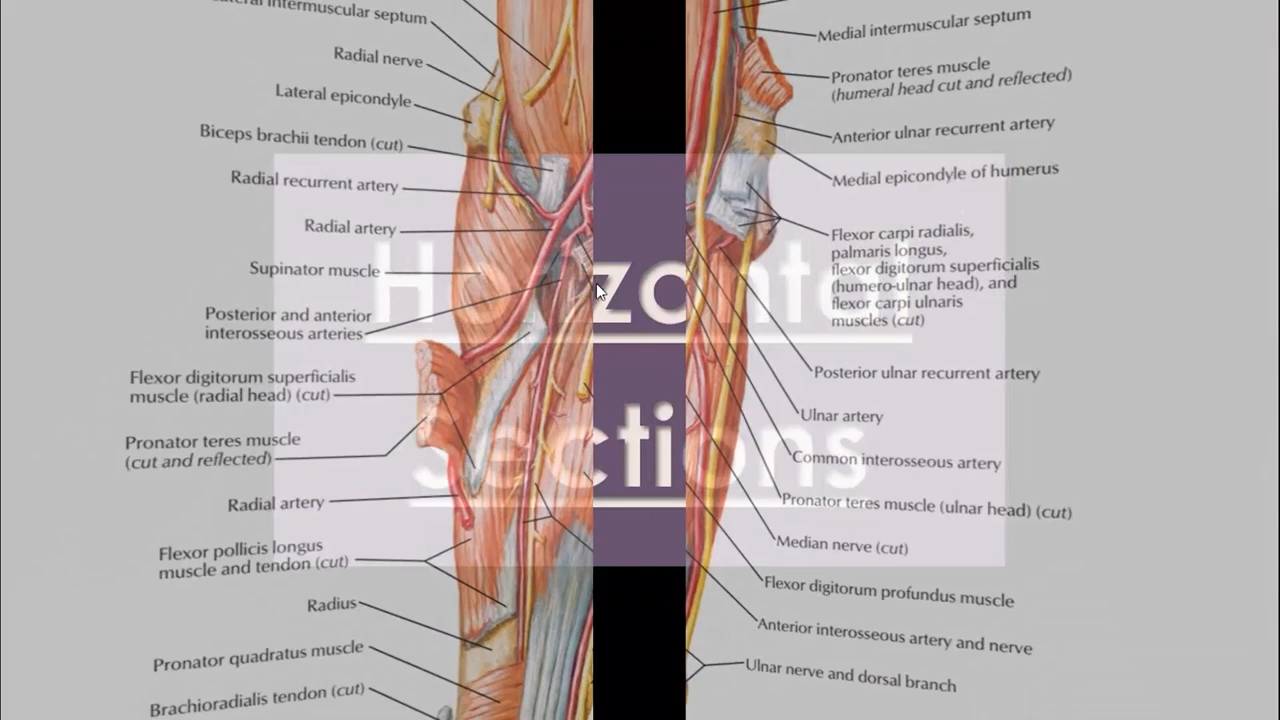 intermuscular septum
Radial nerve
Lateral epicondyle
Biceps brachii tendon (cut)
Radial recurrent artery
Radial artery
Supinator muscle
Posterior and anterior
interosseous arteries
Flexor digitorum superficialis
muscle (radial head) (cut)
Pronator teres muscle
(cut and reflected)
Radial artery
Flexor pollicis longus
muscle and tendon (cut)
Radius
Pronator quadratus muscle
Brachioradialis tendon (cut)
Horizontal
Sections
Medial intermuscular septum
Pronator teres muscle
(humeral head cut and reflected)
Anterior ulnar recurrent artery
Medial epicondyle of humerus
Flexor carpi radialis,
palmaris longus,
flexor digitorum superficialis
(humero-ulnar head), and
flexor carpi ulnaris
muscles (cut)
Posterior ulnar recurrent artery
Ulnar artery
Common interosseous artery
Pronator teres muscle (ulnar head) (cut)
Median nerve (cut)
Flexor digitorum profundus muscle
Anterior interosseous artery and nerve
Ulnar nerve and dorsal branch